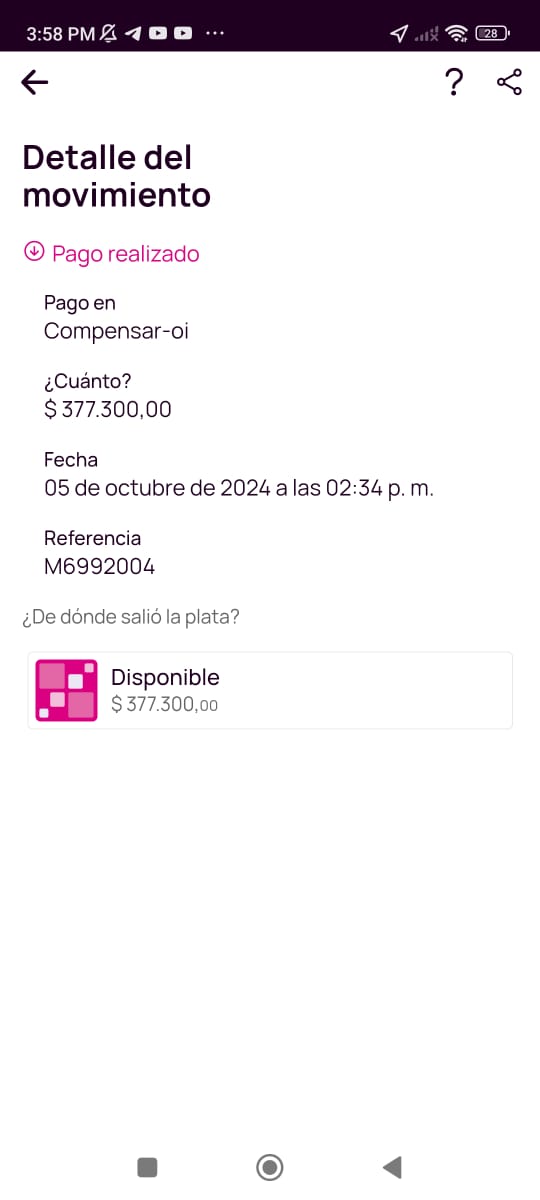 3:58 PM
28
Detalle del
movimiento
Pago realizado
Pago en
Compensar-oi
¿Cuánto?
$ 377.300,00
Fecha
05 de octubre de 2024 a las 02:34 p. m.
Referencia
M6992004
¿De dónde salió la plata?
Disponible
$ 377.300,00